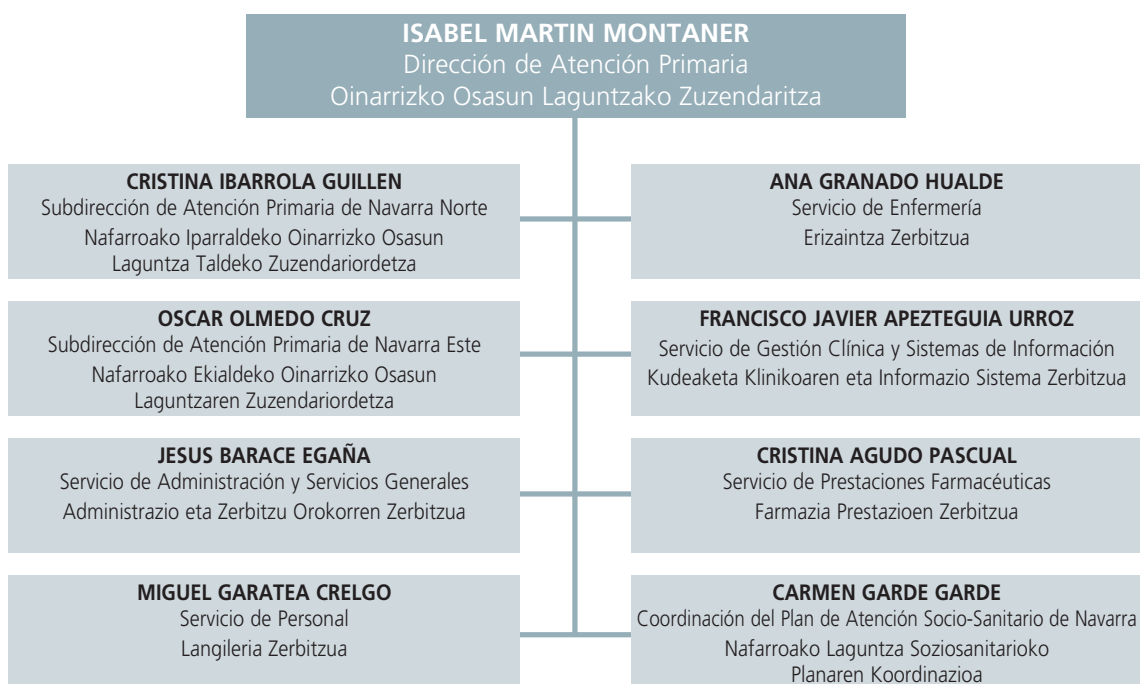 ISABEL MARTIN MONTANER
Dirección de Atención Primaria
Oinarrizko Osasun Laguntzako Zuzendaritza
CRISTINA IBARROLA GUILLEN
Subdirección de Atención Primaria de Navarra Norte
Nafarroako Iparraldeko Oinarrizko Osasun
Laguntza Taldeko Zuzendariordetza
ANA GRANADO HUALDE
Servicio de Enfermería
Erizaintza Zerbitzua
OSCAR OLMEDO CRUZ
Subdirección de Atención Primaria de Navarra Este
Nafarroako Ekialdeko Oinarrizko Osasun
Laguntzaren Zuzendariordetza
FRANCISCO JAVIER APEZTEGUIA URROZ
Servicio de Gestión Clínica y Sistemas de Información
Kudeaketa Klinikoaren eta Informazio Sistema Zerbitzua
JESUS BARACE EGAÑA
Servicio de Administración y Servicios Generales
Administrazio eta Zerbitzu Orokorren Zerbitzua
CRISTINA AGUDO PASCUAL
Servicio de Prestaciones Farmacéuticas
Farmazia Prestazioen Zerbitzua
MIGUEL GARATEA CRELGO
Servicio de Personal
Langileria Zerbitzua
CARMEN GARDE GARDE
Coordinación del Plan de Atención Socio-Sanitario de Navarra
Nafarroako Laguntza Soziosanitarioko
Planaren Koordinazioa